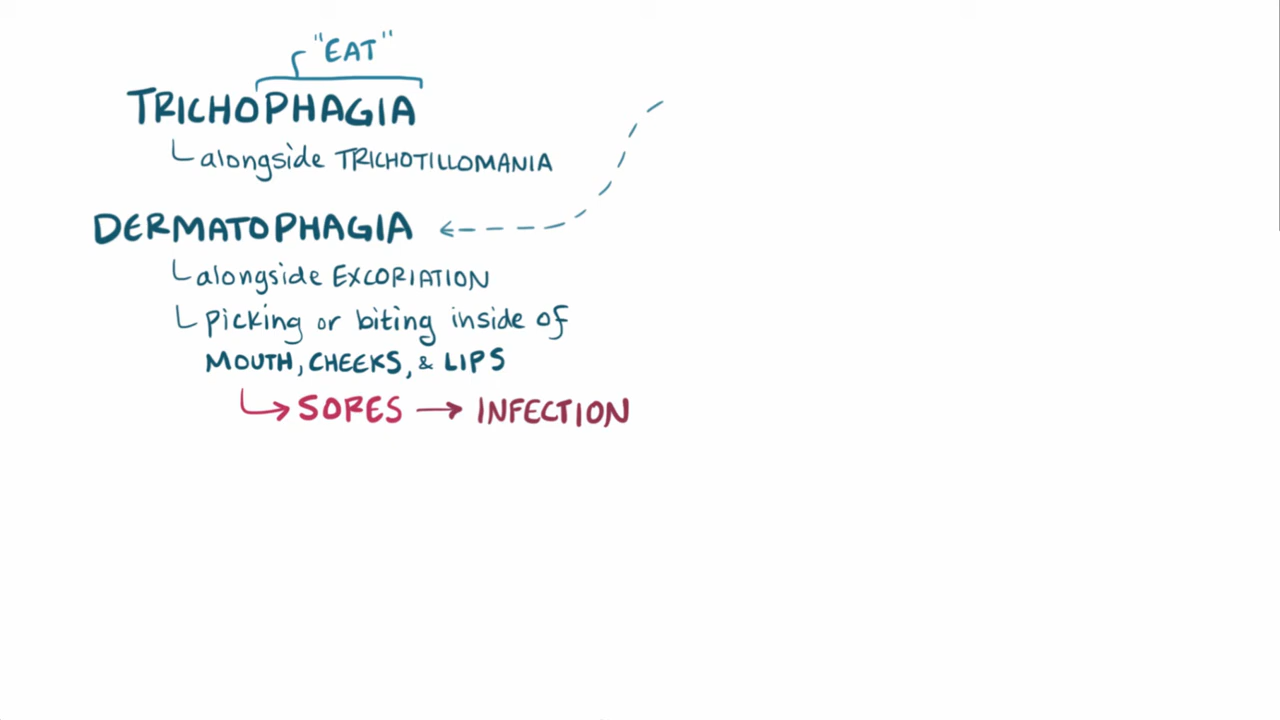 "EAT"
TRICHOPHAGIA
alongside TRICHOTILLOMANIA
DERMATOPHAGIA
alongside EXCORIATION
picking or biting inside of
MOUTH, CHEEKS, & LIPS
SORES → INFECTION